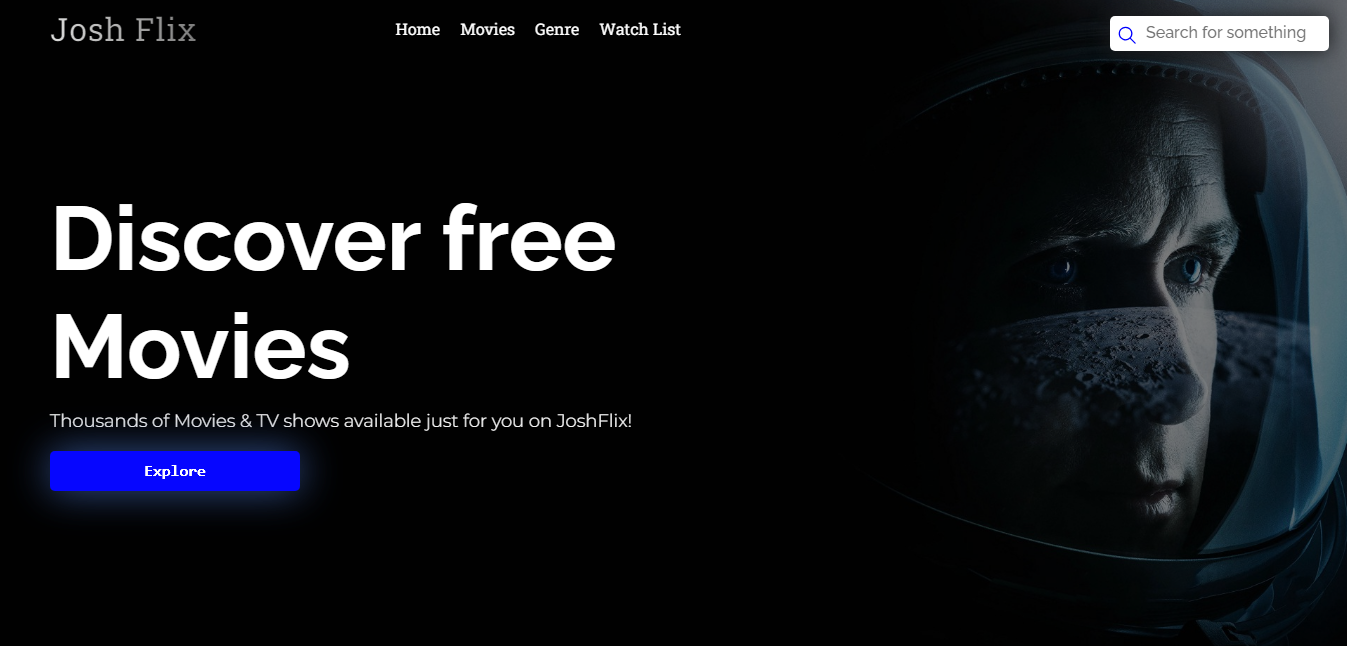 Josh Flix
Home Movies Genre Watch List
Search for something
Discover free
Movies
Thousands of Movies & TV shows available just for you on JoshFlix!
Explore